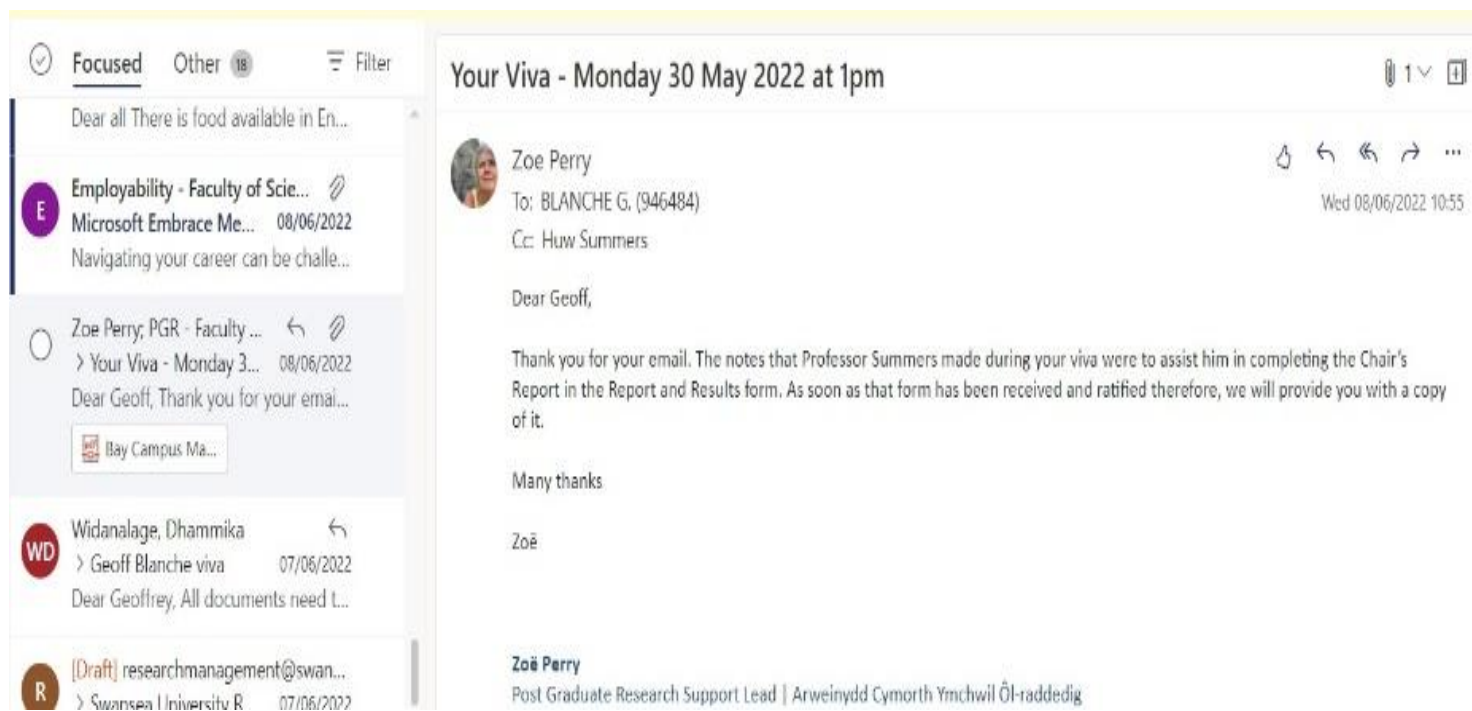 Focused Other 18 Filter
Dear all There is food available in En...
E
Employability - Faculty of Scie...
Microsoft Embrace Me... 08/06/2022
Navigating your career can be challe...
Zoe Perry; PGR - Faculty ...
> Your Viva - Monday 3... 08/06/2022
Dear Geoff, Thank you for your emai...
Bay Campus Ma...
WD
Widanalage, Dhammika
> Geoff Blanche viva 07/06/2022
Dear Geoffrey, All documents need t...
R
[Draft] researchmanagement@swan...
> Swansea University R... 07/06/2022
Your Viva - Monday 30 May 2022 at 1pm
1
Zoe Perry
To: BLANCHE G. (946484)
Wed 08/06/2022 10:55
Cc: Huw Summers
Dear Geoff,
Thank you for your email. The notes that Professor Summers made during your viva were to assist him in completing the Chair's
Report in the Report and Results form. As soon as that form has been received and ratified therefore, we will provide you with a copy
of it.
Many thanks
Zoë
Zoë Perry
Post Graduate Research Support Lead | Arweinydd Cymorth Ymchwil Ôl-raddedig